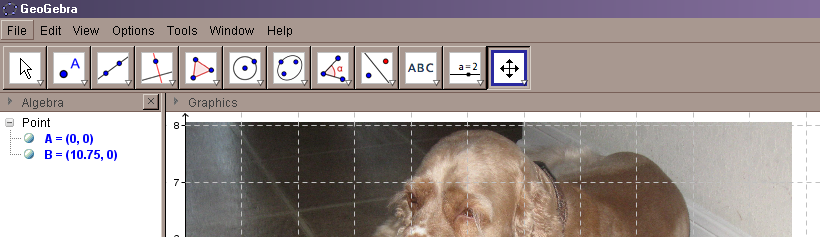 GeoGebra
File Edit View Options Tools Window Help
A α ABC a=2
Algebra
Graphics
Point
A = (0, 0)
B = (10.75, 0)
8
7